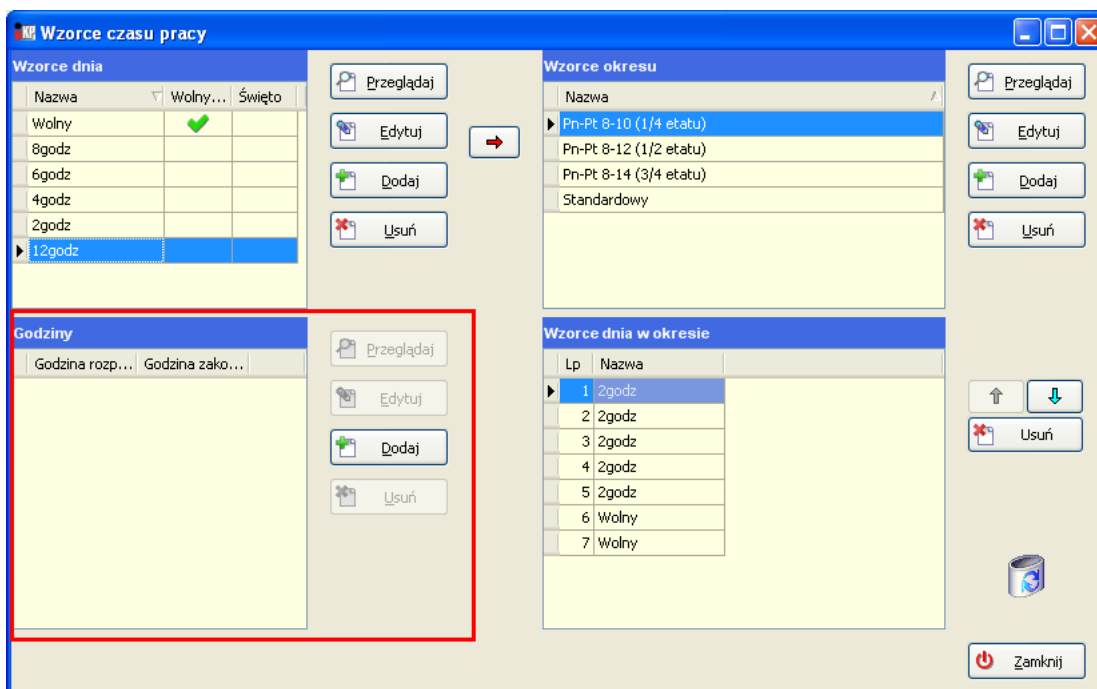 KP Wzorce czasu pracy
Wzorce dnia
Nazwa Wolny... Święto
Wolny
8godz
6godz
4godz
2godz
12godz
Przeglądaj
Edytuj
Dodaj
Usuń
Wzorce okresu
Nazwa
Pn-Pt 8-10 (1/4 etatu)
Pn-Pt 8-12 (1/2 etatu)
Pn-Pt 8-14 (3/4 etatu)
Standardowy
Przeglądaj
Edytuj
Dodaj
Usuń
Godziny
Godzina rozp... Godzina zako...
Przeglądaj
Edytuj
Dodaj
Usuń
Wzorce dnia w okresie
Lp Nazwa
1 2godz
2 2godz
3 2godz
4 2godz
5 2godz
6 Wolny
7 Wolny
Usuń
Zamknij